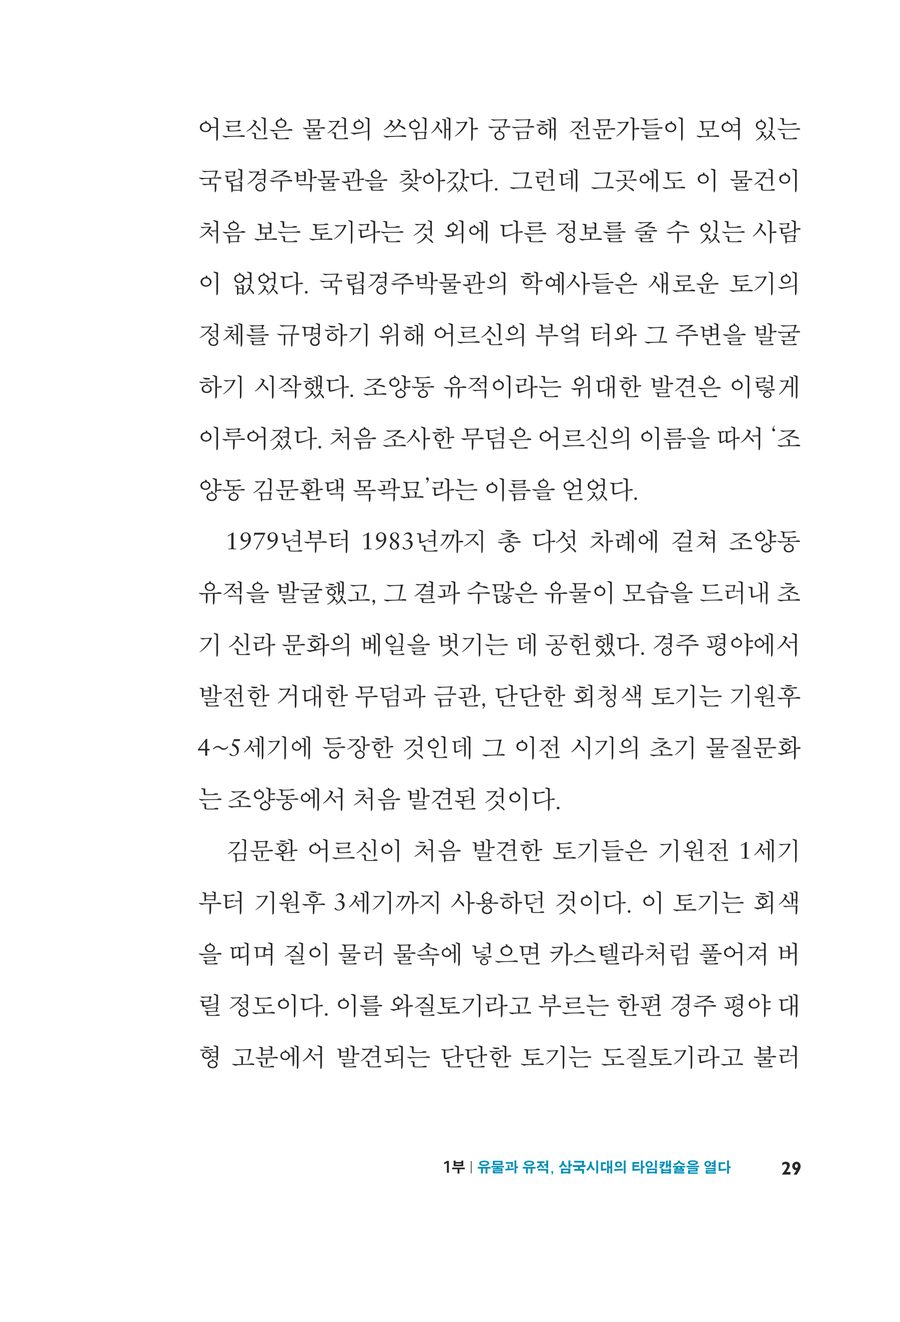 어르신은 물건의 쓰임새가 궁금해 전문가들이 모여 있는
국립경주박물관을 찾아갔다. 그런데 그곳에도 이 물건이
처음 보는 토기라는 것 외에 다른 정보를 줄 수 있는 사람
이 없었다. 국립경주박물관의 학예사들은 새로운 토기의
정체를 규명하기 위해 어르신의 부엌 터와 그 주변을 발굴
하기 시작했다. 조양동 유적이라는 위대한 발견은 이렇게
이루어졌다. 처음 조사한 무덤은 어르신의 이름을 따서 ‘조
양동 김문환댁 목곽묘’라는 이름을 얻었다.
1979년부터 1983년까지 총 다섯 차례에 걸쳐 조양동
유적을 발굴했고, 그 결과 수많은 유물이 모습을 드러내 초
기 신라 문화의 베일을 벗기는 데 공헌했다. 경주 평야에서
발전한 거대한 무덤과 금관, 단단한 회청색 토기는 기원후
4~5세기에 등장한 것인데 그 이전 시기의 초기 물질문화
는 조양동에서 처음 발견된 것이다.
김문환 어르신이 처음 발견한 토기들은 기원전 1세기
부터 기원후 3세기까지 사용하던 것이다. 이 토기는 회색
을 띠며 질이 물러 물속에 넣으면 카스텔라처럼 풀어져 버
릴 정도이다. 이를 와질토기라고 부르는 한편 경주 평야 대
형 고분에서 발견되는 단단한 토기는 도질토기라고 불러
1부 | 유물과 유적, 삼국시대의 타임캡슐을 열다 29